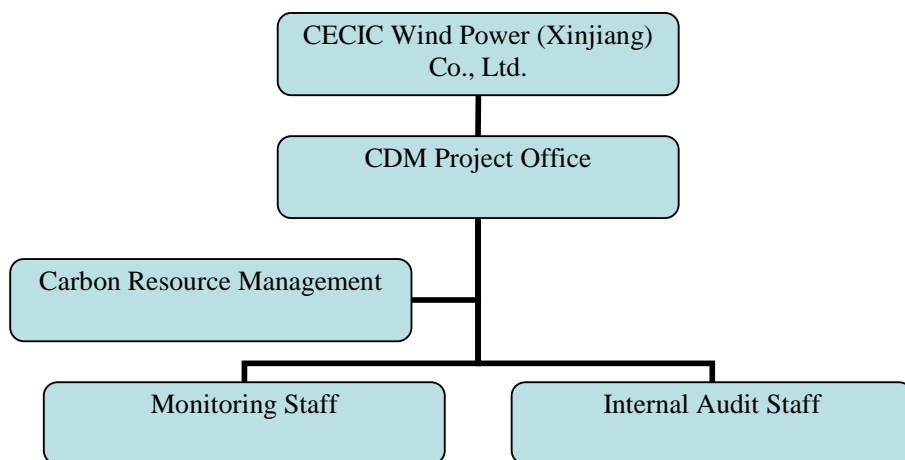 CECIC Wind Power (Xinjiang)
Co., Ltd.
CDM Project Office
Carbon Resource Management
Monitoring Staff
Internal Audit Staff